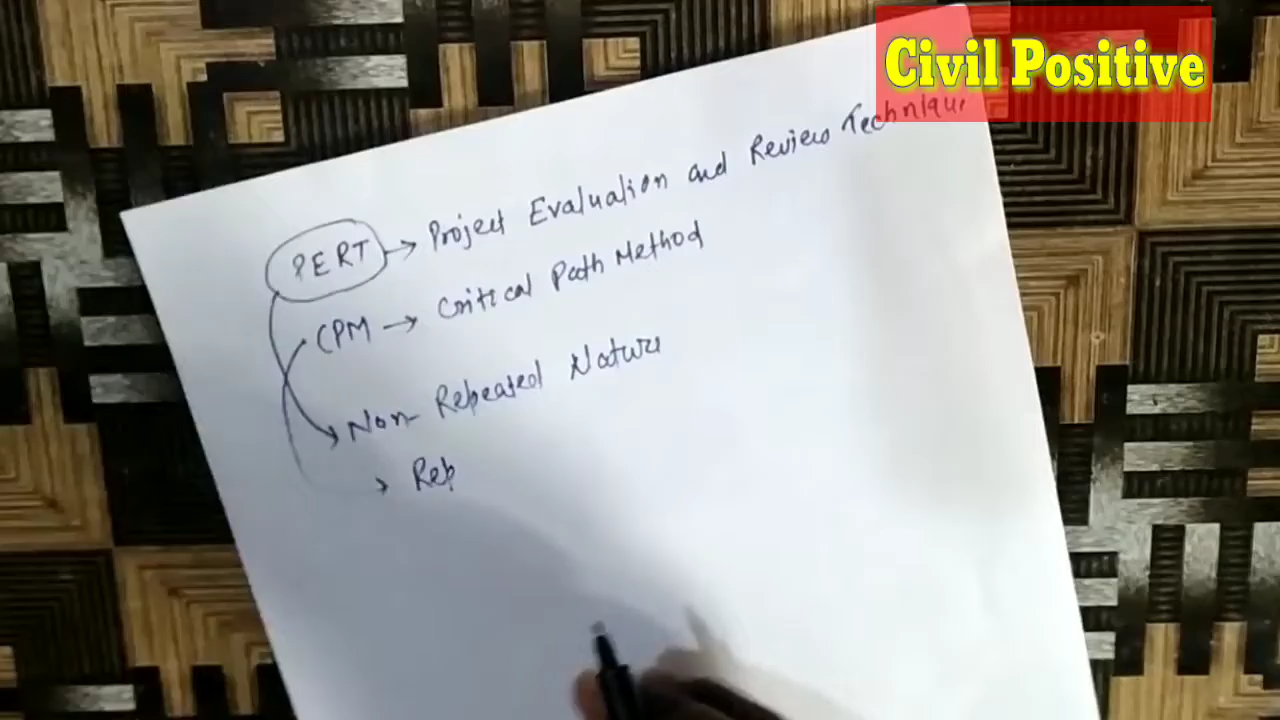 Civil Positive
PERT → Project Evaluation and Review Technique
CPM → Critical Path Method
Non-Repeated Nature
→ Rep